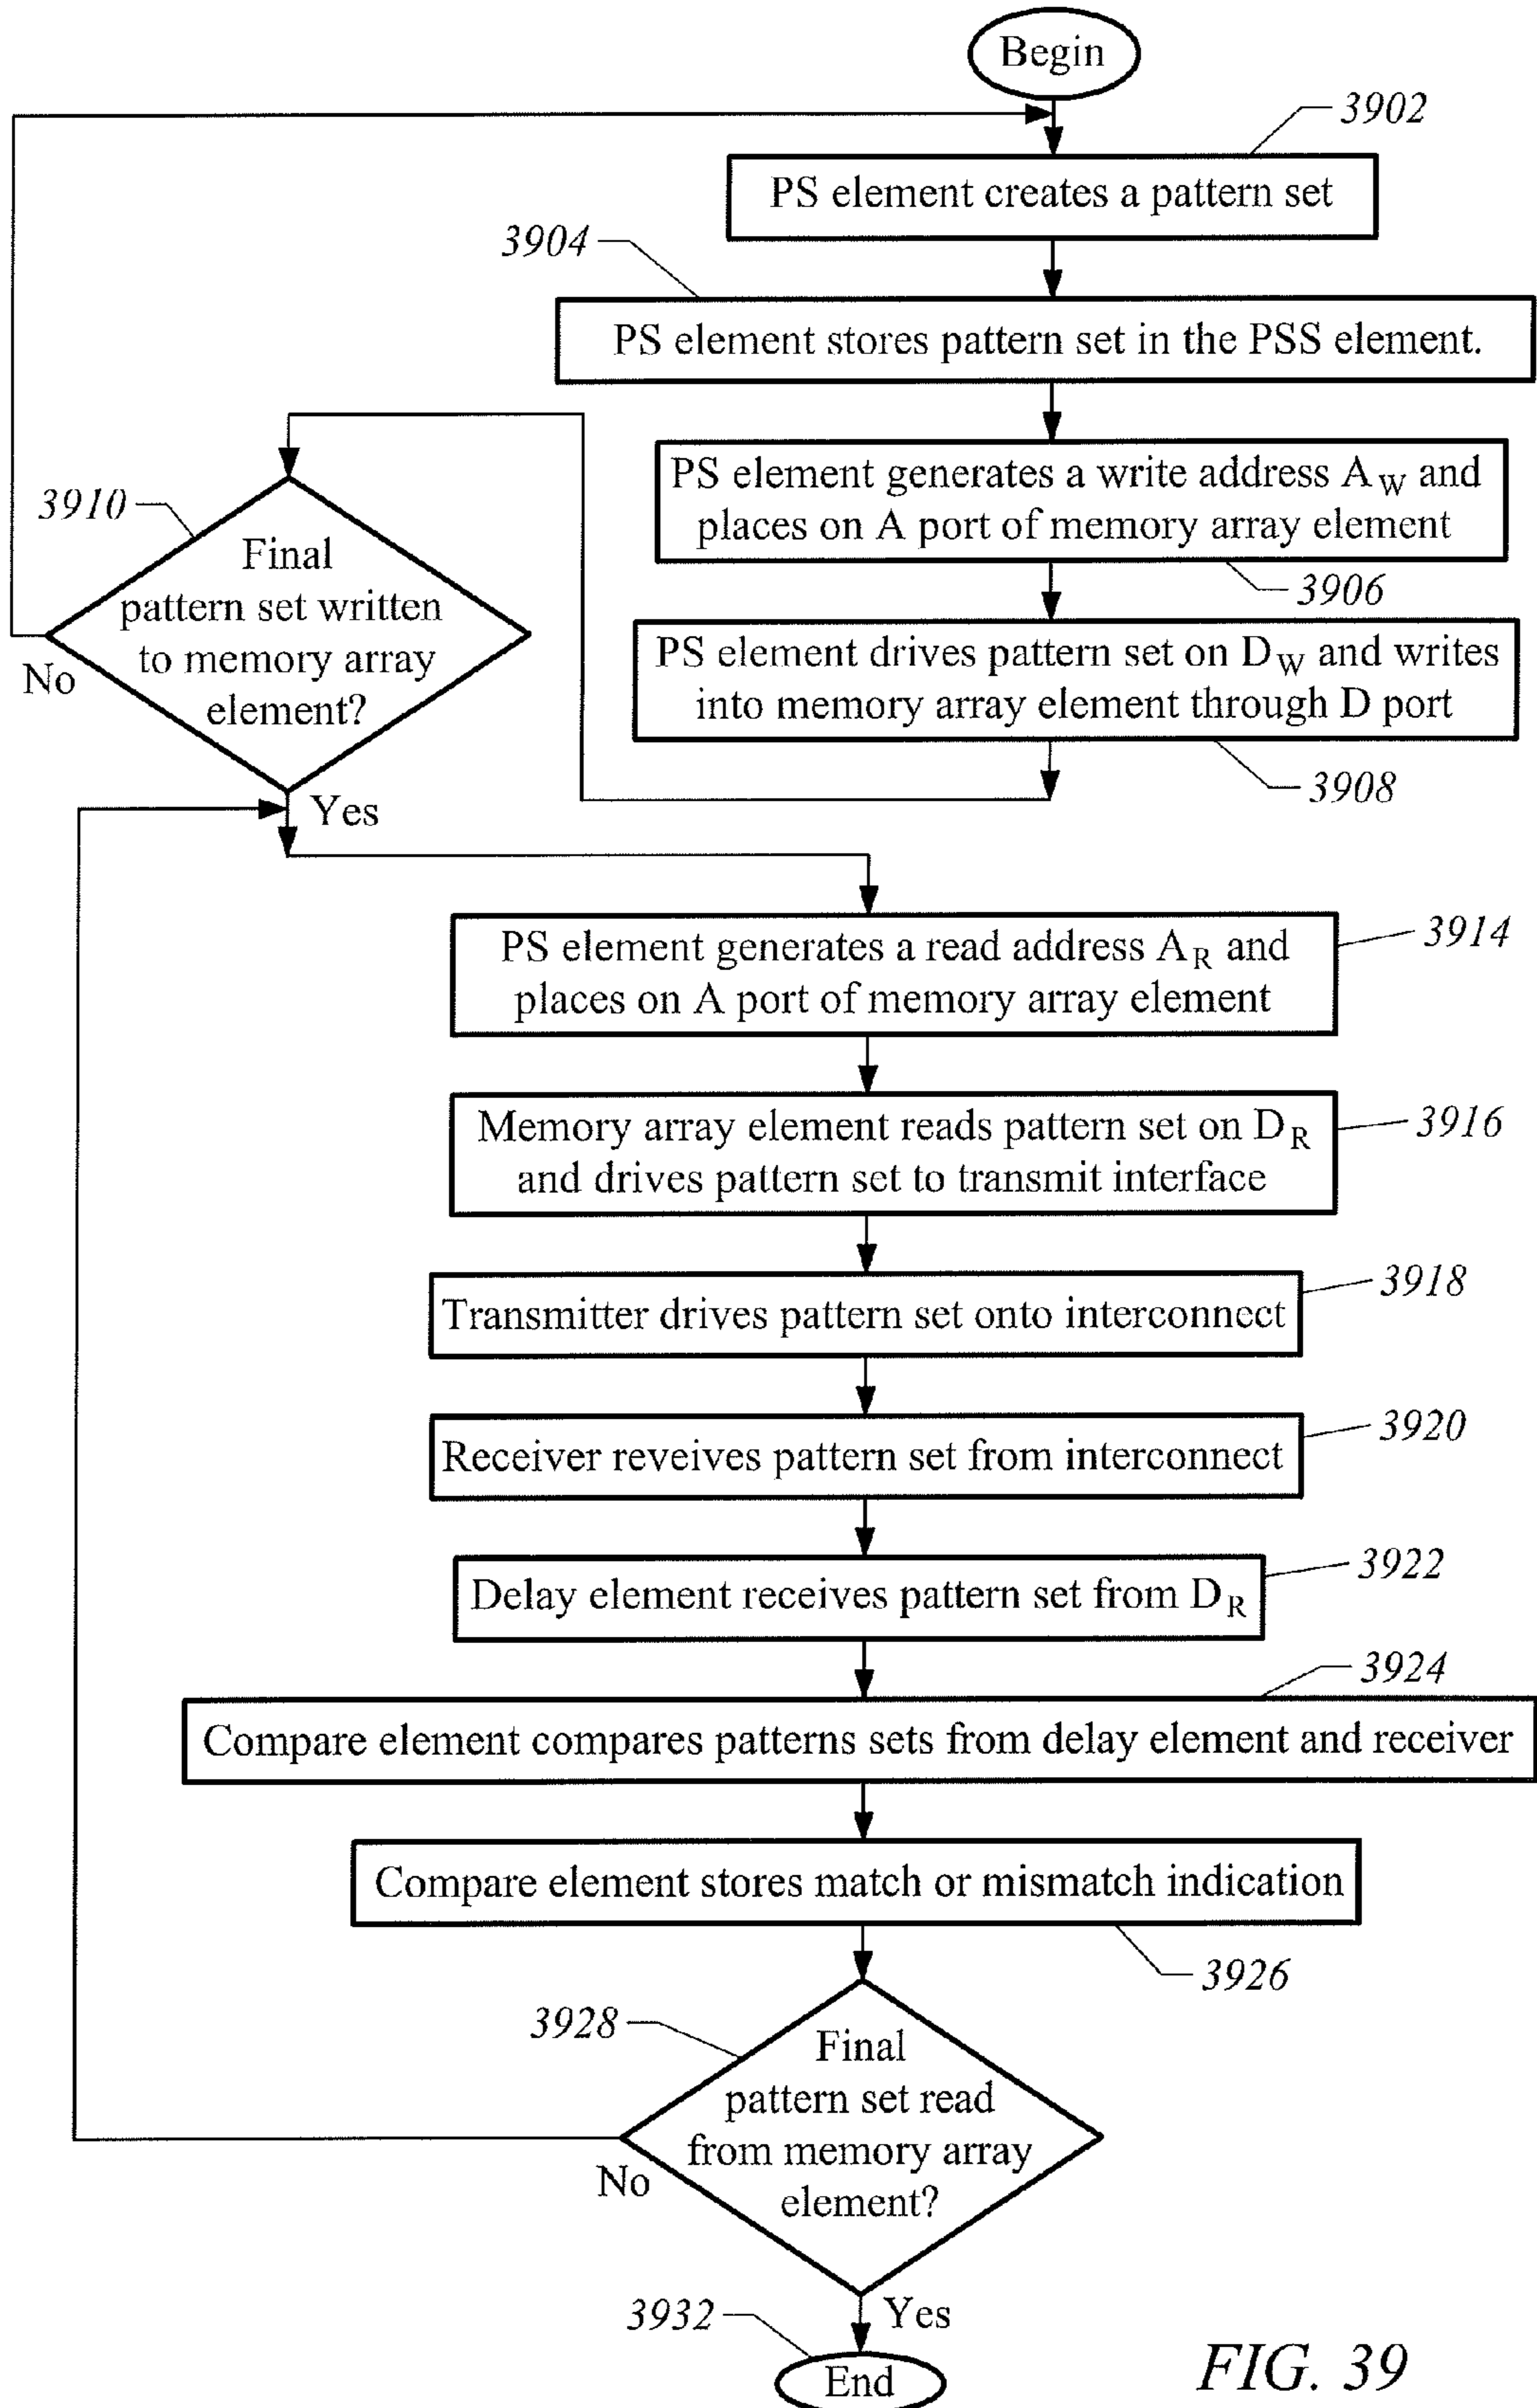 Begin
3902
PS element creates a pattern set
3904
PS element stores pattern set in the PSS element.
PS element generates a write address AW and
places on A port of memory array element
3906
3910
Final
pattern set written
to memory array
element?
No
PS element drives pattern set on DW and writes
into memory array element through D port
3908
Yes
PS element generates a read address AR and
places on A port of memory array element
3914
Memory array element reads pattern set on DR
and drives pattern set to transmit interface
3916
Transmitter drives pattern set onto interconnect
3918
Receiver reveives pattern set from interconnect
3920
Delay element receives pattern set from DR
3922
3924
Compare element compares patterns sets from delay element and receiver
Compare element stores match or mismatch indication
3926
3928
Final
pattern set read
from memory array
element?
No
Yes
3932
End
FIG. 39